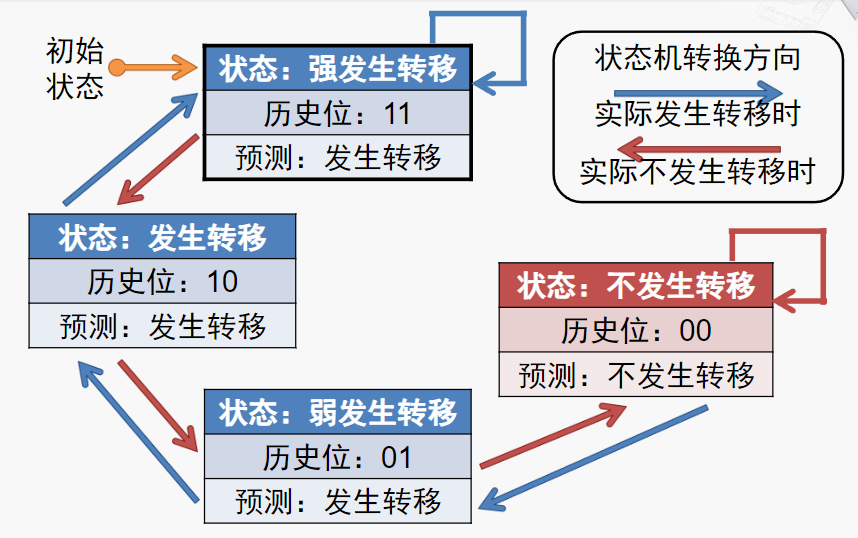 初始
状态
状态：强发生转移
历史位：11
预测：发生转移
状态机转换方向
实际发生转移时
实际不发生转移时
状态：发生转移
历史位：10
预测：发生转移
状态：不发生转移
历史位：00
预测：不发生转移
状态：弱发生转移
历史位：01
预测：发生转移